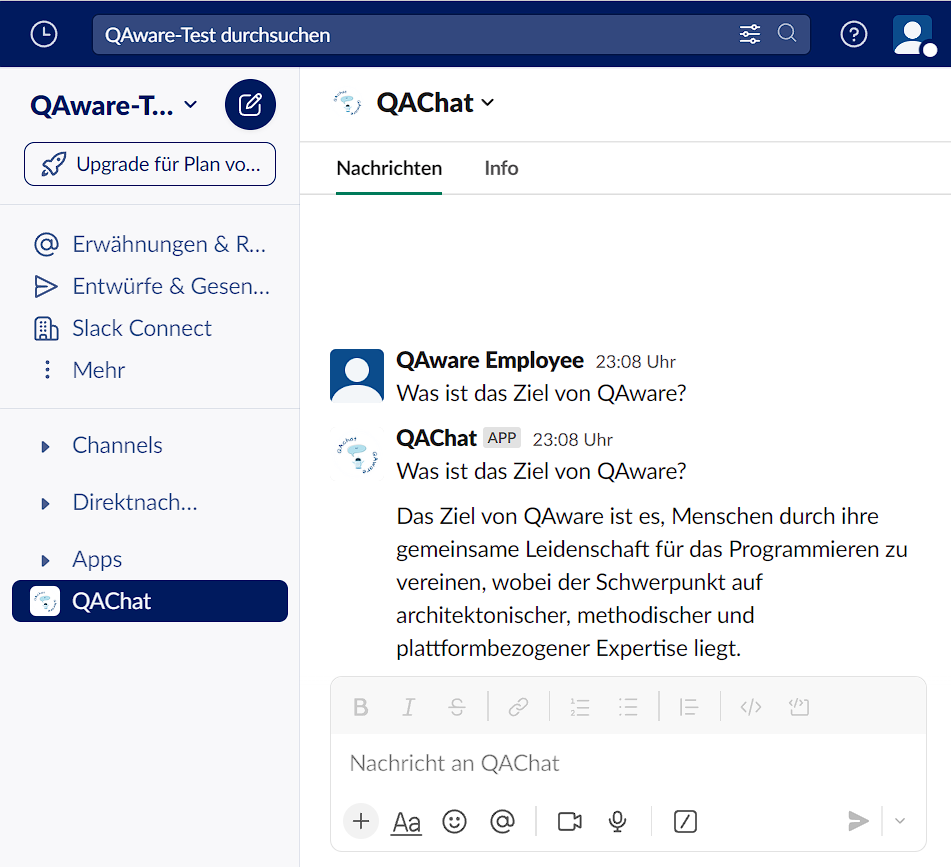 QAware-Test durchsuchen
QAware-T...
Upgrade für Plan vo...
Erwähnungen & R...
Entwürfe & Gesen...
Slack Connect
Mehr
Channels
Direktnach...
Apps
QAChat
QAChat
Nachrichten Info
QAware Employee 23:08 Uhr
Was ist das Ziel von QAware?
QAChat APP 23:08 Uhr
Was ist das Ziel von QAware?
Das Ziel von QAware ist es, Menschen durch ihre
gemeinsame Leidenschaft für das Programmieren zu
vereinen, wobei der Schwerpunkt auf
architektonischer, methodischer und
plattformbezogener Expertise liegt.
B I S
Nachricht an QAChat
Aa